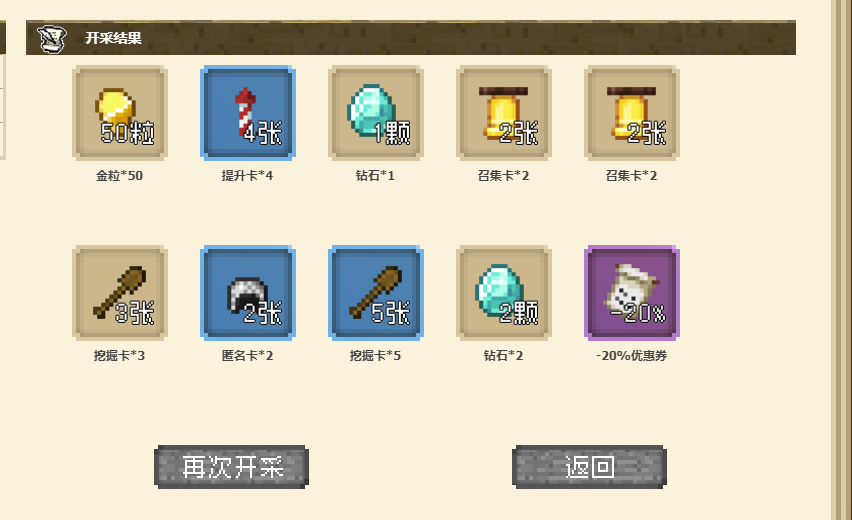 开采结果
50粒 4张 1颗 2张 2张
金粒*50 提升卡*4 钻石*1 召集卡*2 召集卡*2
3张 2张 5张 2颗 -20%
挖掘卡*3 匿名卡*2 挖掘卡*5 钻石*2 -20%优惠券
再次开采 返回